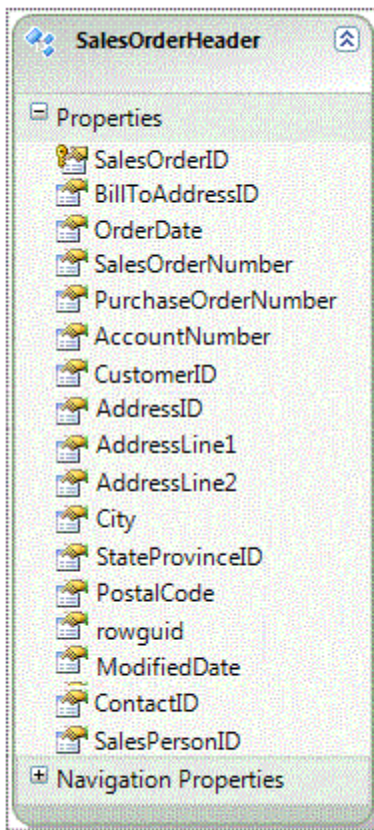 SalesOrderHeader
Properties
SalesOrderID
BillToAddressID
OrderDate
SalesOrderNumber
PurchaseOrderNumber
AccountNumber
CustomerID
AddressID
AddressLine1
AddressLine2
City
StateProvinceID
PostalCode
rowguid
ModifiedDate
ContactID
SalesPersonID
Navigation Properties